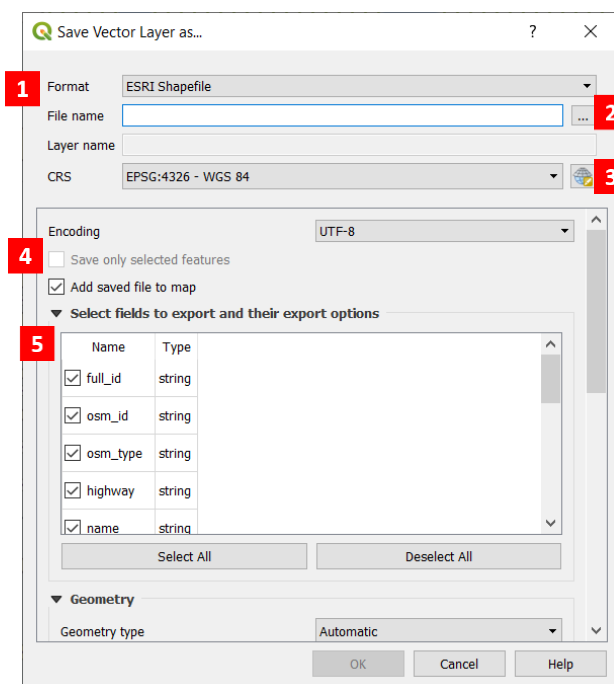 Save Vector Layer as... ?
1 Format ESRI Shapefile
File name ... 2
Layer name
CRS EPSG:4326 - WGS 84 3
Encoding UTF-8
4 Save only selected features
Add saved file to map
Select fields to export and their export options
5 Name Type
full_id string
osm_id string
osm_type string
highway string
name string
Select All Deselect All
Geometry
Geometry type Automatic
OK Cancel Help